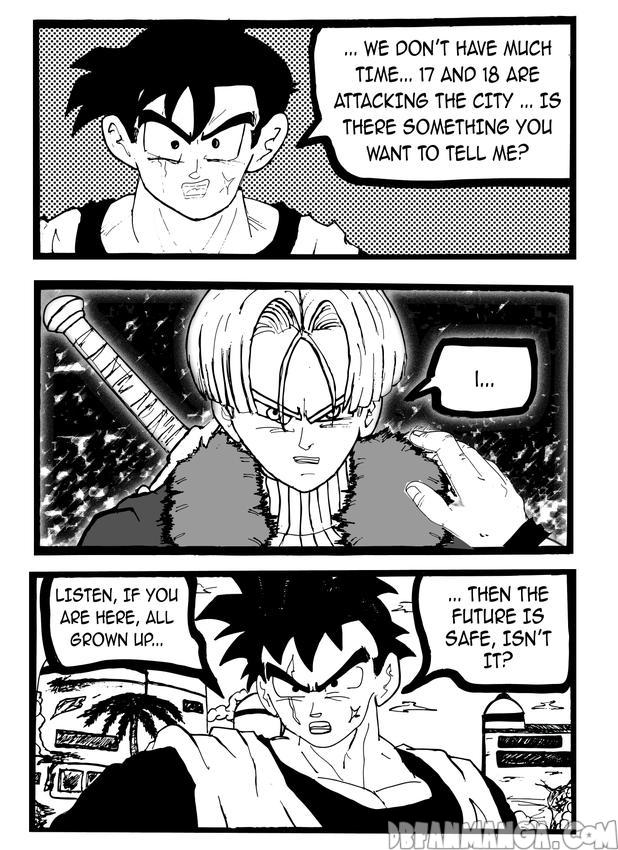 ... WE DON'T HAVE MUCH
TIME... 17 AND 18 ARE
ATTACKING THE CITY ... IS
THERE SOMETHING YOU
WANT TO TELL ME?
I...
LISTEN, IF YOU
ARE HERE, ALL
GROWN UP...
... THEN THE
FUTURE IS
SAFE, ISN'T
IT?
DBFANMANGA.COM